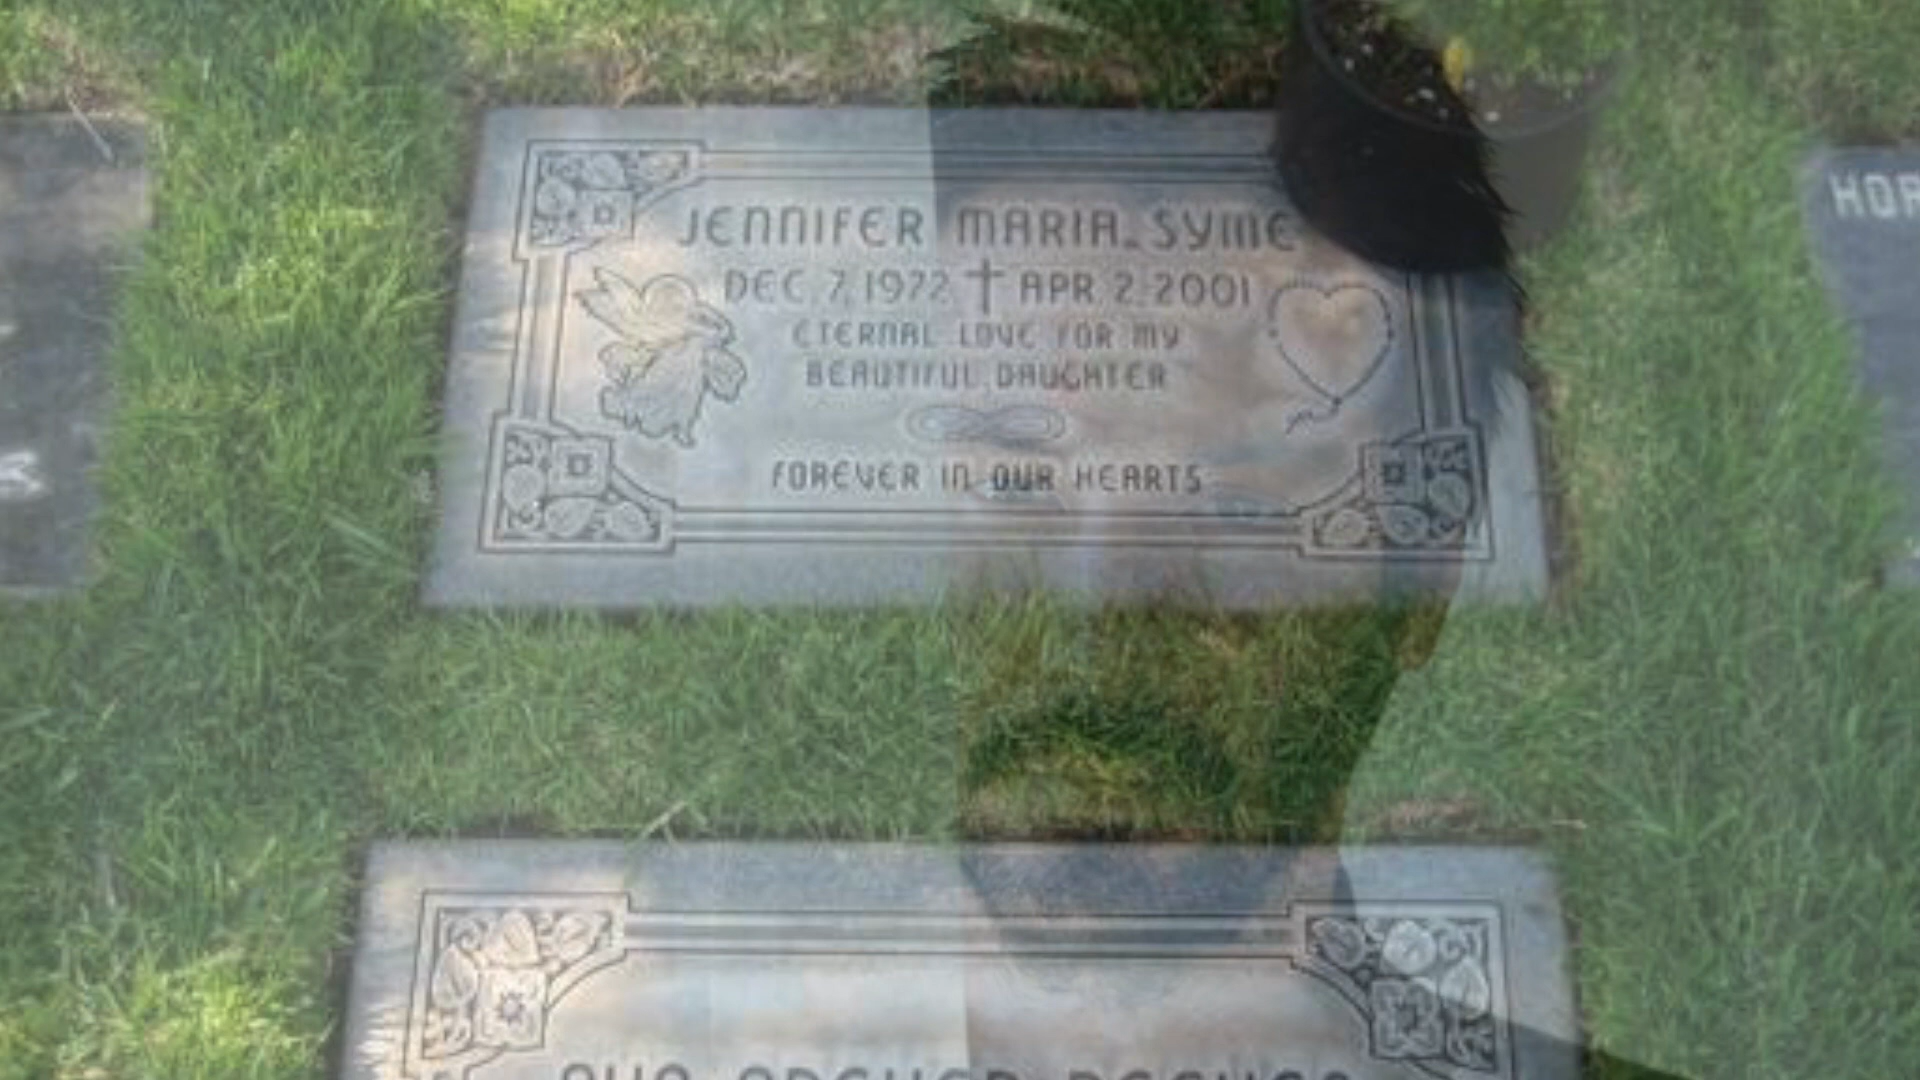 JENNIFER MARIA SYME
DEC. 7, 1972 † APR. 2, 2001
ETERNAL LOVE FOR MY
BEAUTIFUL DAUGHTER
FOREVER IN OUR HEARTS
HOR